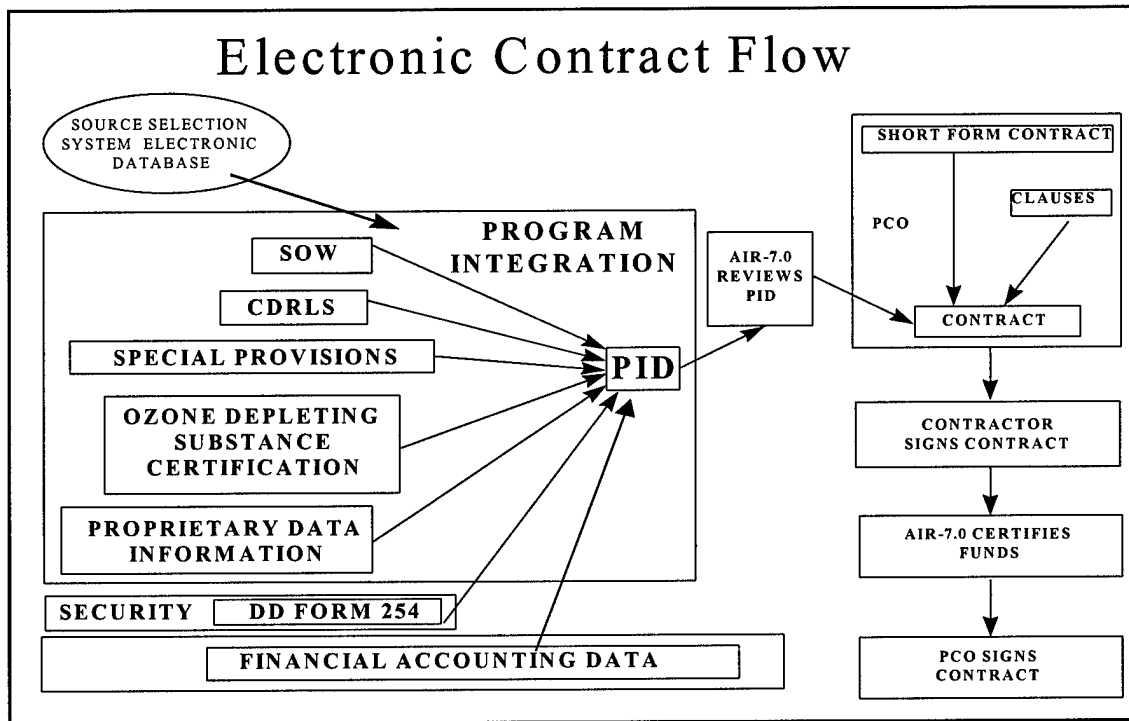 Electronic Contract Flow
SOURCE SELECTION
SYSTEM ELECTRONIC
DATABASE
PROGRAM
INTEGRATION
SOW
CDRLS
SPECIAL PROVISIONS
OZONE DEPLETING
SUBSTANCE
CERTIFICATION
PROPRIETARY DATA
INFORMATION
PID
SECURITY
DD FORM 254
FINANCIAL ACCOUNTING DATA
AIR-7.0
REVIEWS
PID
SHORT FORM CONTRACT
CLAUSES
PCO
CONTRACT
CONTRACTOR
SIGNS CONTRACT
AIR-7.0 CERTIFIES
FUNDS
PCO SIGNS
CONTRACT